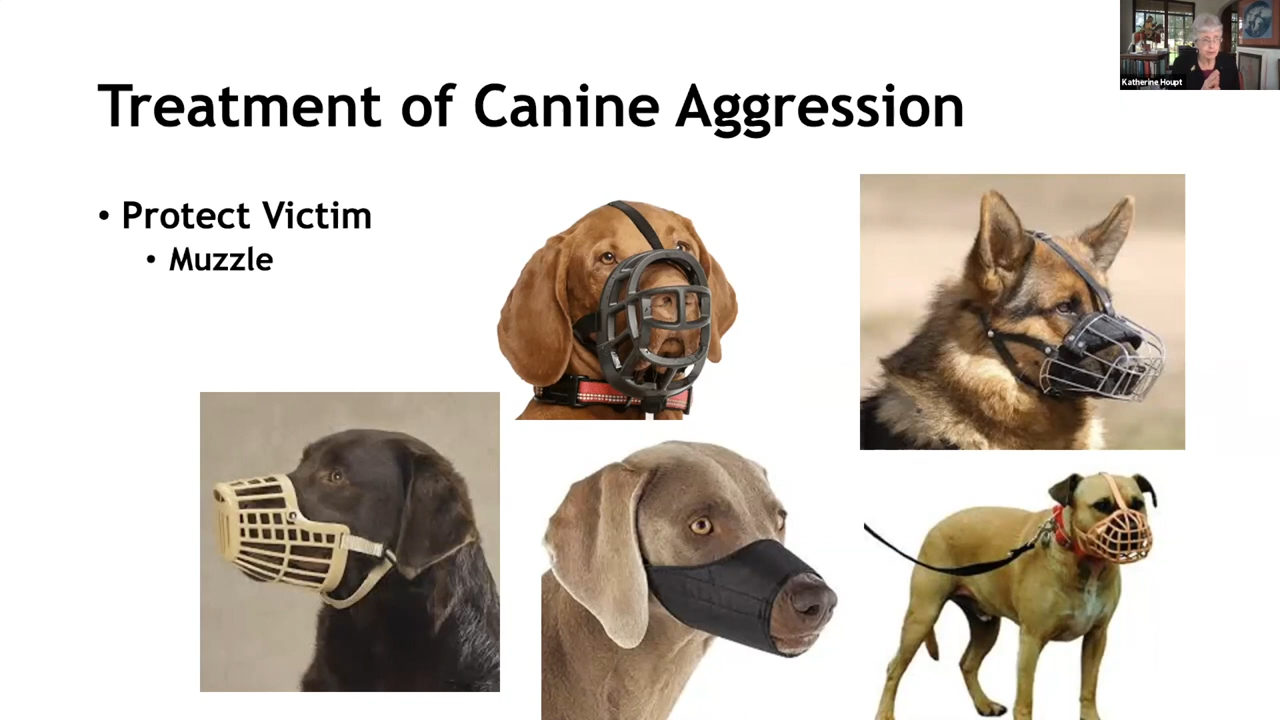 Katherine Houpt
Treatment of Canine Aggression
• Protect Victim
• Muzzle